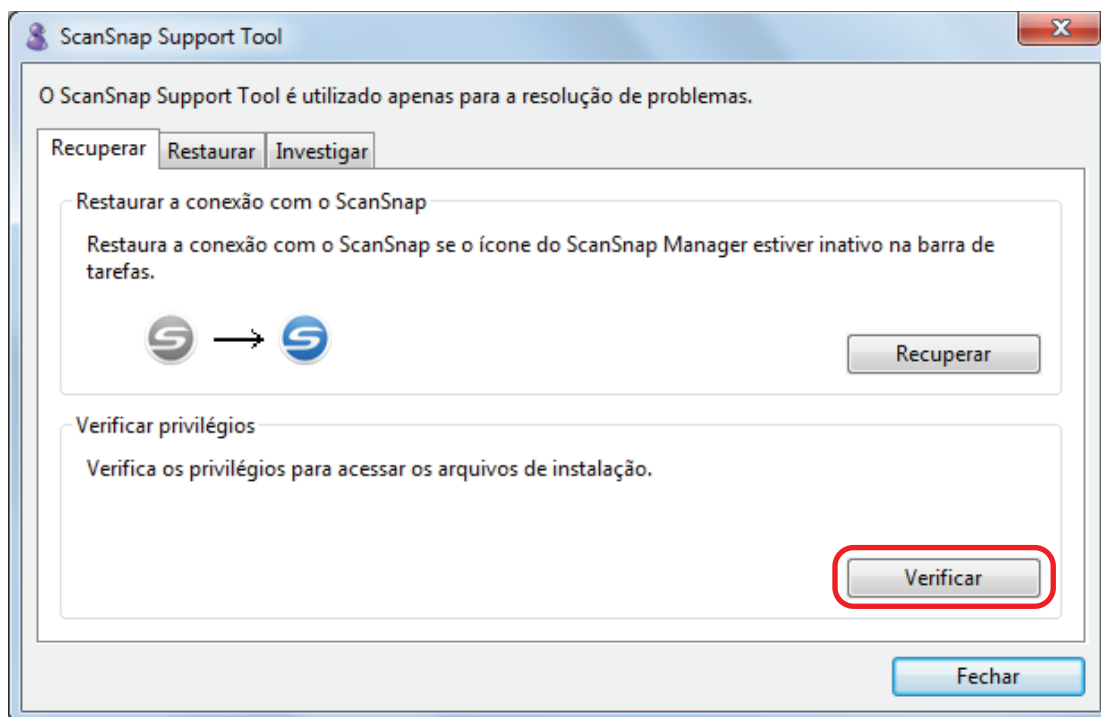 ScanSnap Support Tool
O ScanSnap Support Tool é utilizado apenas para a resolução de problemas.
Recuperar Restaurar Investigar
Restaurar a conexão com o ScanSnap
Restaura a conexão com o ScanSnap se o ícone do ScanSnap Manager estiver inativo na barra de
tarefas.
Recuperar
Verificar privilégios
Verifica os privilégios para acessar os arquivos de instalação.
Verificar
Fechar